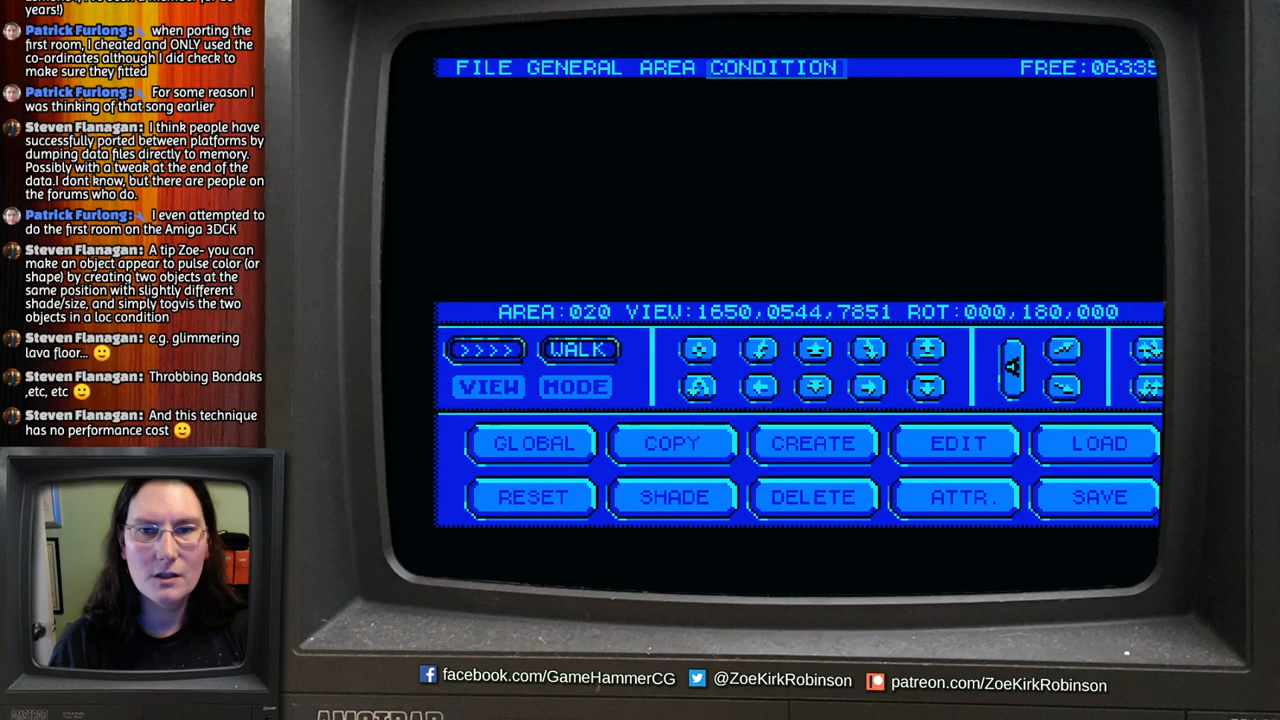 years!)
Patrick Furlong: when porting the
first room, I cheated and ONLY used the
co-ordinates although I did check to
make sure they fitted
Patrick Furlong: For some reason I
was thinking of that song earlier
Steven Flanagan: I think people have
successfully ported between platforms by
dumping data files directly to memory.
Possibly with a tweak at the end of the
data.I dont know, but there are people on
the forums who do.
Patrick Furlong: I even attempted to
do the first room on the Amiga 3DCK
Steven Flanagan: A tip Zoe- you can
make an object appear to pulse color (or
shape) by creating two objects at the
same position with slightly different
shade/size, and simply togvis the two
objects in a loc condition
Steven Flanagan: e.g. glimmering
lava floor... 🙂
Steven Flanagan: Throbbing Bondaks
,etc, etc 🙂
Steven Flanagan: And this technique
has no performance cost 🙂
FILE GENERAL AREA CONDITION FREE:06335
AREA:020 VIEW:1650,0544,7851 ROT:000,180,000
>>>> WALK
VIEW MODE
GLOBAL COPY CREATE EDIT LOAD
RESET SHADE DELETE ATTR. SAVE
facebook.com/GameHammerCG @ZoeKirkRobinson patreon.com/ZoeKirkRobinson
AMSTRAD